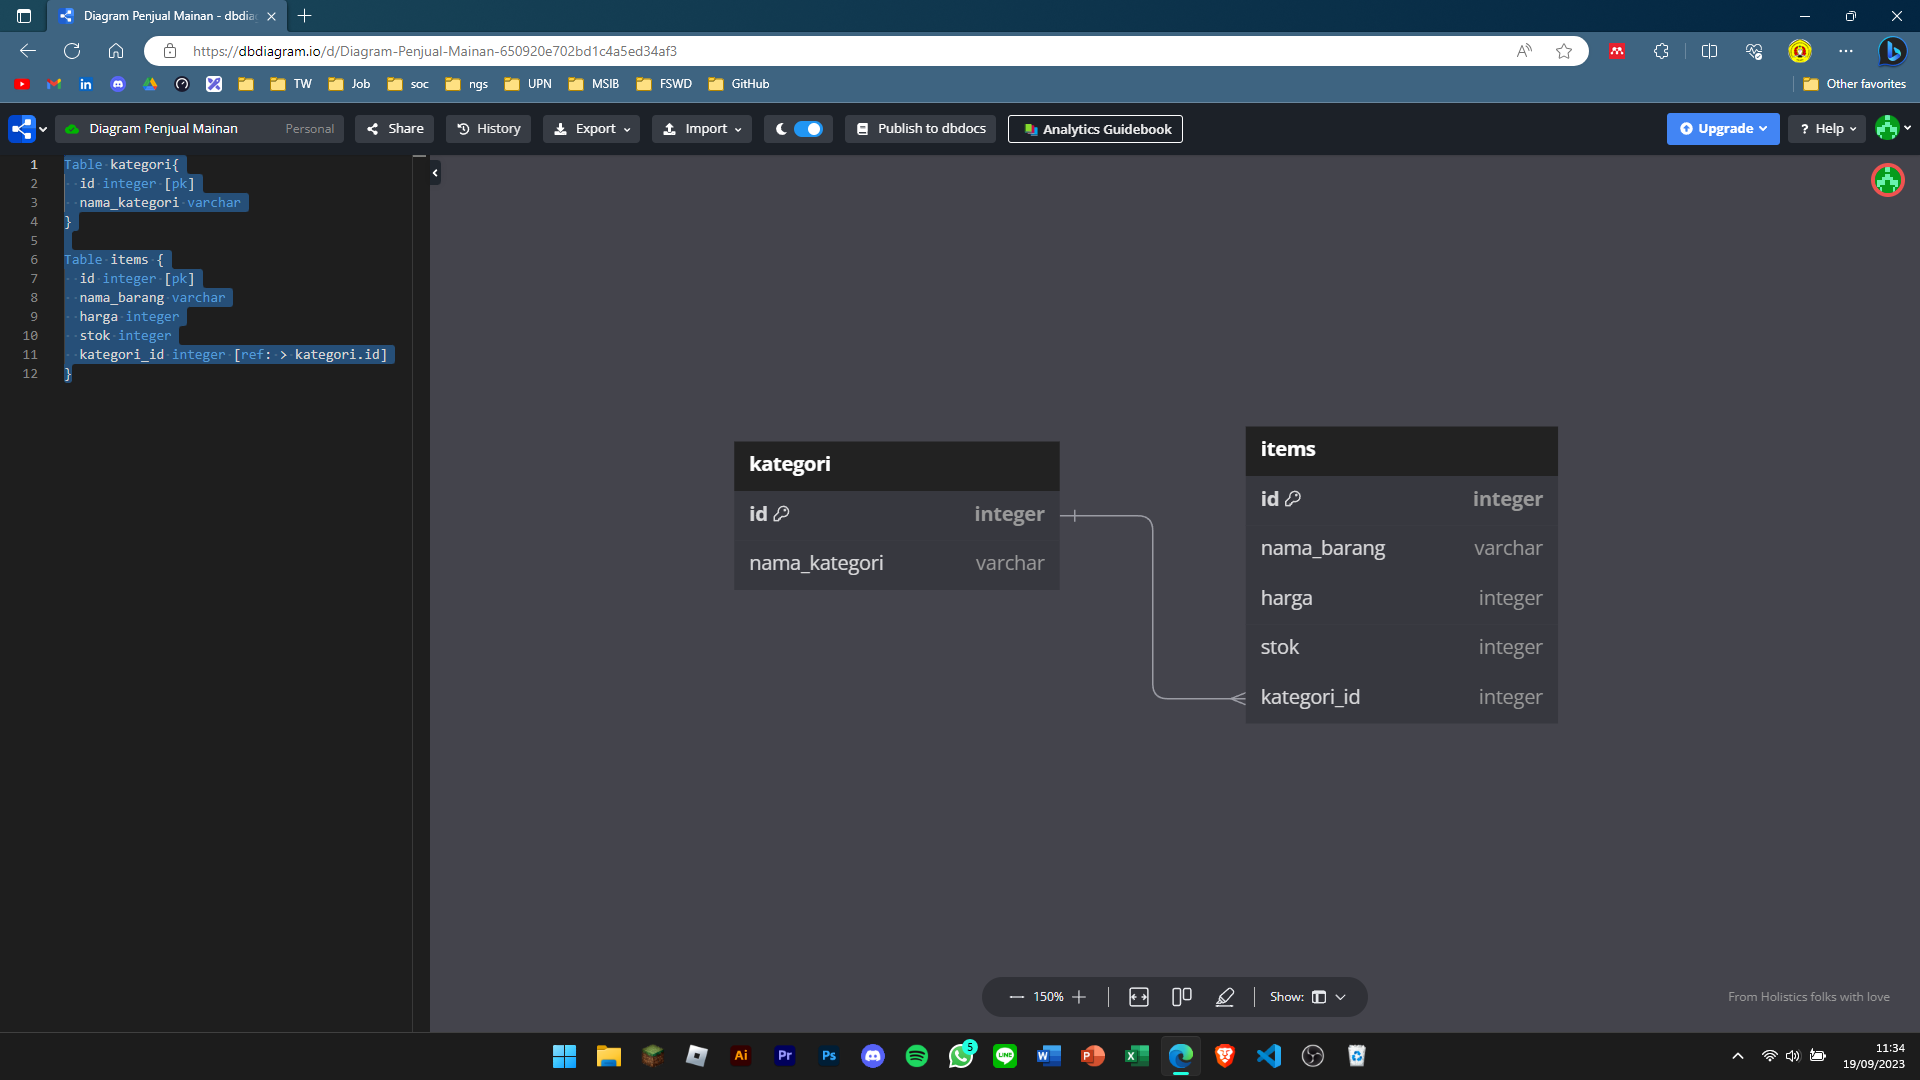 Diagram Penjual Mainan - dbdia
https://dbdiagram.io/d/Diagram-Penjual-Mainan-650920e702bd1c4a5ed34af3
TW
Job
soc
ngs
UPN
MSIB
FSWD
GitHub
Other favorites
Diagram Penjual Mainan
Personal
Share
History
Export
Import
Publish to dbdocs
Analytics Guidebook
Upgrade
? Help
1 Table kategori{
2 id integer [pk]
3 nama_kategori varchar
4 }
5
6 Table items {
7 id integer [pk]
8 nama_barang varchar
9 harga integer
10 stok integer
11 kategori_id integer [ref: > kategori.id]
12 }
kategori
id integer
nama_kategori varchar
items
id integer
nama_barang varchar
harga integer
stok integer
kategori_id integer
150%
Show:
From Holistics folks with love
Ai
Pr
Ps
5
LINE
W
P
X
11:34
19/09/2023